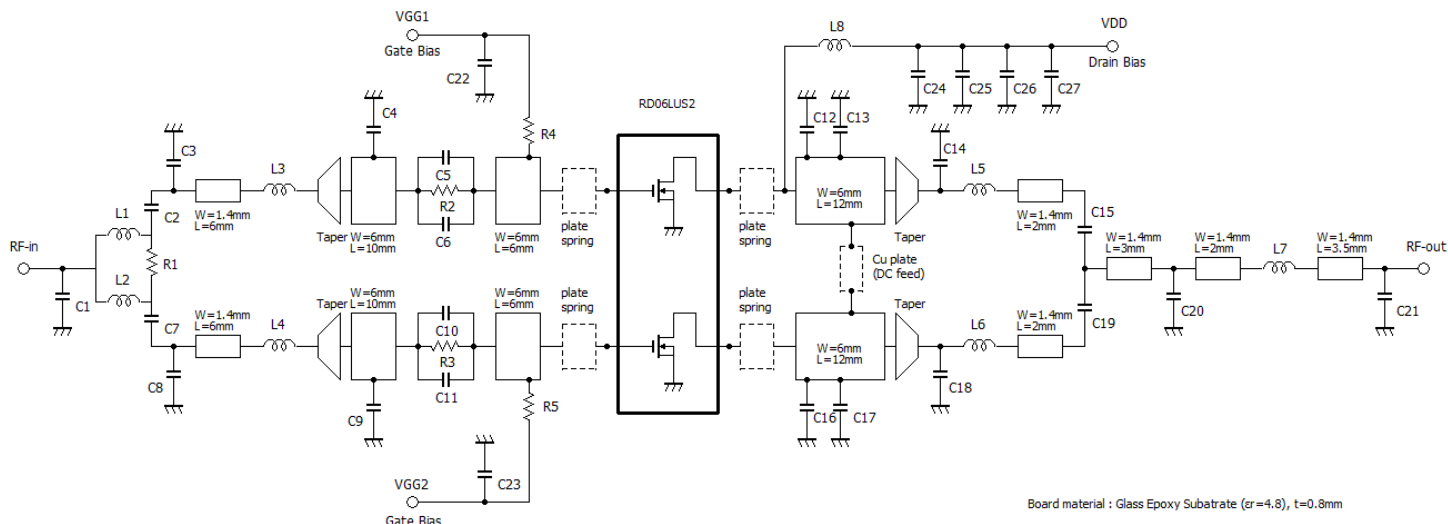 VGG1
Gate Bias
C22
R4
L8
VDD
Drain Bias
C24
C25
C26
C27
RD06LUS2
C4
C12
C13
C3
L3
C5
R2
C6
C14
L5
C2
W=1.4mm
L=6mm
Taper
W=6mm
L=10mm
W=6mm
L=6mm
plate
spring
plate
spring
W=6mm
L=12mm
Taper
W=1.4mm
L=2mm
C15
L1
RF-in
R1
L2
C1
Cu plate
(DC feed)
W=1.4mm
L=3mm
W=1.4mm
L=2mm
L7
W=1.4mm
L=3.5mm
RF-out
C20
C21
C7
W=1.4mm
L=6mm
L4
Taper
W=6mm
L=10mm
C10
R3
C11
W=6mm
L=6mm
plate
spring
plate
spring
W=6mm
L=12mm
Taper
L6
W=1.4mm
L=2mm
C19
C8
C9
R5
C16
C17
C18
C23
VGG2
Gate Bias
Board material : Glass Epoxy Subatrate (εr=4.8), t=0.8mm